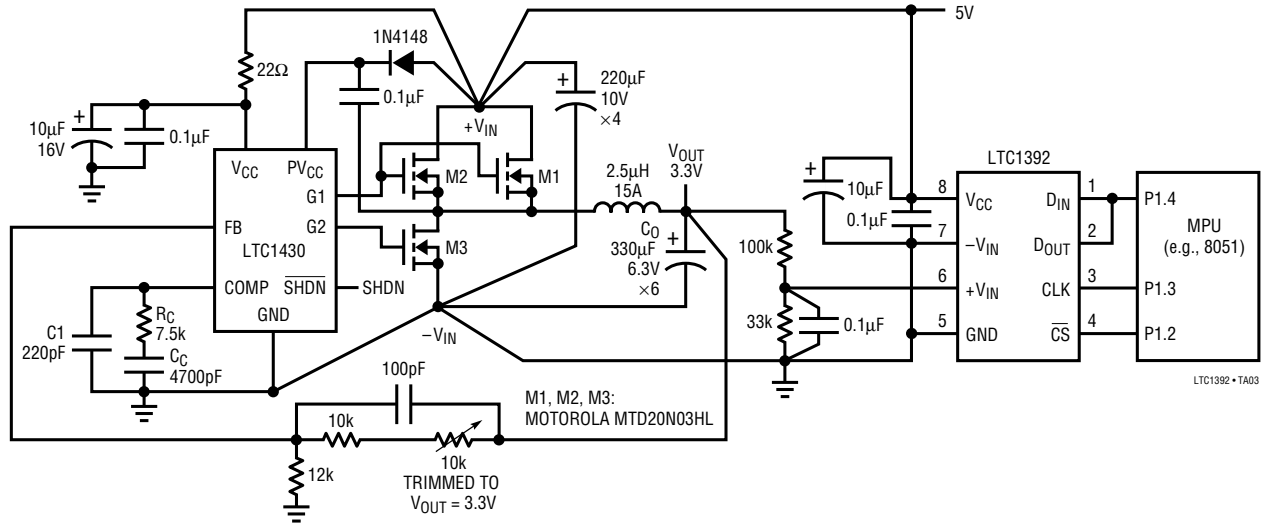 5V
1N4148
22Ω
0.1µF
220µF
10V
×4
+
+VIN
10µF
16V
+
0.1µF
VCC
PVCC
G1
G2
FB
LTC1430
COMP
SHDN
GND
SHDN
M2
M1
M3
2.5µH
15A
VOUT
3.3V
CO
330µF
6.3V
×6
+
–VIN
C1
220pF
RC
7.5k
CC
4700pF
100pF
10k
10k
TRIMMED TO
VOUT = 3.3V
12k
M1, M2, M3:
MOTOROLA MTD20N03HL
100k
33k
0.1µF
+
10µF
0.1µF
LTC1392
8
VCC
7
–VIN
6
+VIN
5
GND
DIN
1
DOUT
2
CLK
3
CS
4
P1.4
MPU
(e.g., 8051)
P1.3
P1.2
LTC1392 • TA03